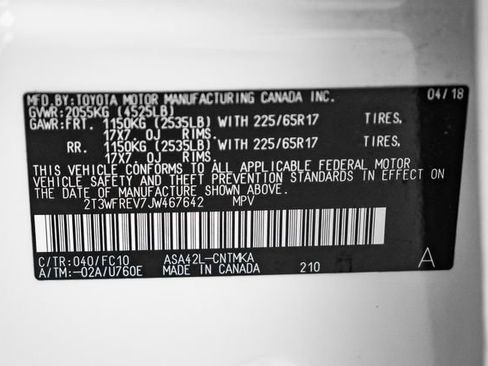 MFD. BY:TOYOTA MOTOR MANUFACTURING CANADA INC. 04/18
GVWR:2055KG (4525LB)
GAWR:FRT. 1150KG (2535LB) WITH 225/65R17 TIRES,
17X7 0J RIMS.
RR. 1150KG (2535LB) WITH 225/65R17 TIRES,
17X7 0J RIMS.
THIS VEHICLE CONFORMS TO ALL APPLICABLE FEDERAL MOTOR
VEHICLE SAFETY AND THEFT PREVENTION STANDARDS IN EFFECT ON
THE DATE OF MANUFACTURE SHOWN ABOVE.
2T3WFREV7JW467642 MPV
C/TR:040/FC10 ASA42L-CNTMKA A
A/TM:-02A/U760E MADE IN CANADA 210